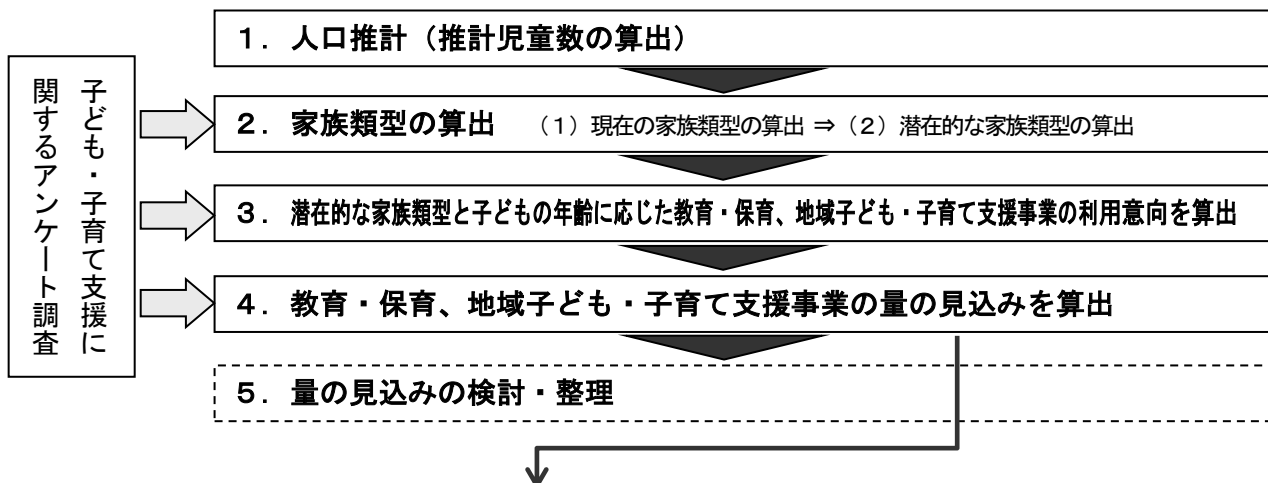 子ども・子育て支援に
関するアンケート調査
１．人口推計（推計児童数の算出）
２．家族類型の算出　（１）現在の家族類型の算出 ⇒（２）潜在的な家族類型の算出
３．潜在的な家族類型と子どもの年齢に応じた教育・保育、地域子ども・子育て支援事業の利用意向を算出
４．教育・保育、地域子ども・子育て支援事業の量の見込みを算出
５．量の見込みの検討・整理